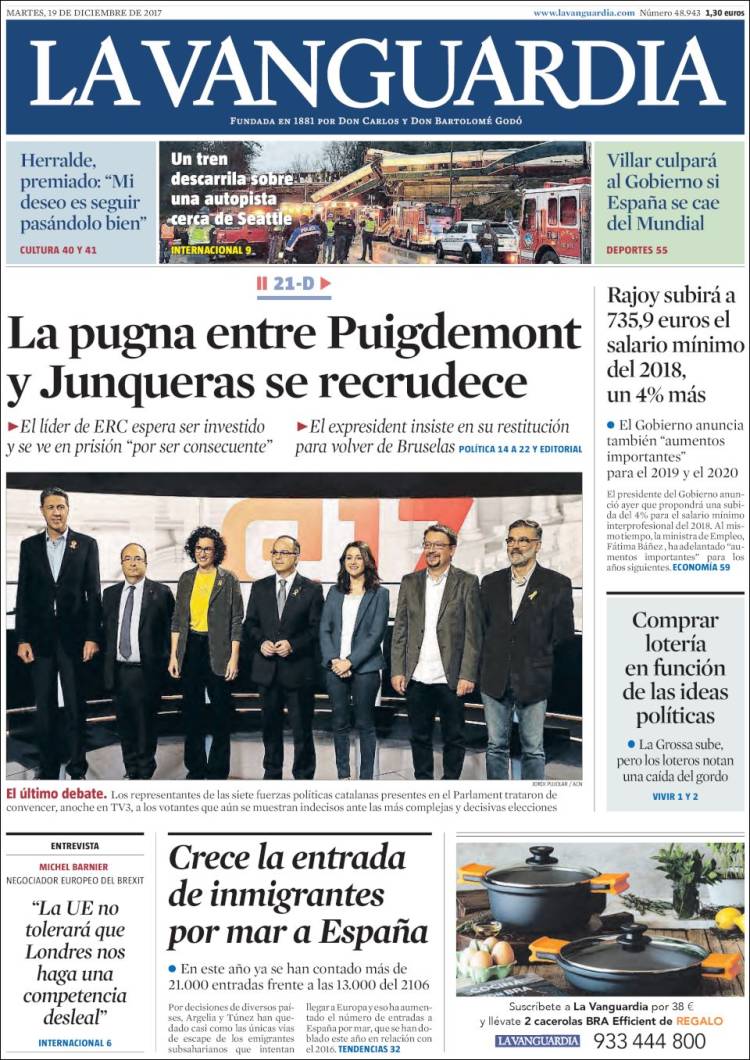 MARTES, 19 DE DICIEMBRE DE 2017
www.lavanguardia.com Número 48.943 1,30 euros
LA VANGUARDIA
FUNDADA EN 1881 POR DON CARLOS Y DON BARTOLOMÉ GODÓ
Herralde,
premiado: “Mi
deseo es seguir
pasándolo bien”
CULTURA 40 Y 41
Un tren
descarrila sobre
una autopista
cerca de Seattle
INTERNACIONAL 9
Villar culpará
al Gobierno si
España se cae
del Mundial
DEPORTES 55
21-D
La pugna entre Puigdemont
y Junqueras se recrudece
El líder de ERC espera ser investido
y se ve en prisión “por ser consecuente”
El expresident insiste en su restitución
para volver de Bruselas POLÍTICA 14 A 22 Y EDITORIAL
JORDI PUJOLAR / ACN
El último debate. Los representantes de las siete fuerzas políticas catalanas presentes en el Parlament trataron de
convencer, anoche en TV3, a los votantes que aún se muestran indecisos ante las más complejas y decisivas elecciones
Rajoy subirá a
735,9 euros el
salario mínimo
del 2018,
un 4% más
● El Gobierno anuncia
también “aumentos
importantes”
para el 2019 y el 2020
El presidente del Gobierno anun-
ció ayer que propondrá una subi-
da del 4% para el salario mínimo
interprofesional del 2018. Al mis-
mo tiempo, la ministra de Empleo,
Fátima Báñez, ha adelantado “au-
mentos importantes” para los
años siguientes. ECONOMÍA 59
Comprar
lotería
en función
de las ideas
políticas
● La Grossa sube,
pero los loteros notan
una caída del gordo
VIVIR 1 Y 2
ENTREVISTA
MICHEL BARNIER
NEGOCIADOR EUROPEO DEL BREXIT
“La UE no
tolerará que
Londres nos
haga una
competencia
desleal”
INTERNACIONAL 6
Crece la entrada
de inmigrantes
por mar a España
● En este año ya se han contado más de
21.000 entradas frente a las 13.000 del 2106
Por decisiones de diversos paí-
ses, Argelia y Túnez han que-
dado casi como las únicas vías
de escape de los emigrantes
subsaharianos que intentan
llegar a Europa y eso ha aumen-
tado el número de entradas a
España por mar, que se han do-
blado este año en relación con
el 2016. TENDENCIAS 32
Suscríbete a La Vanguardia por 38 €
y llévate 2 cacerolas BRA Efficient de REGALO
LA VANGUARDIA 933 444 800